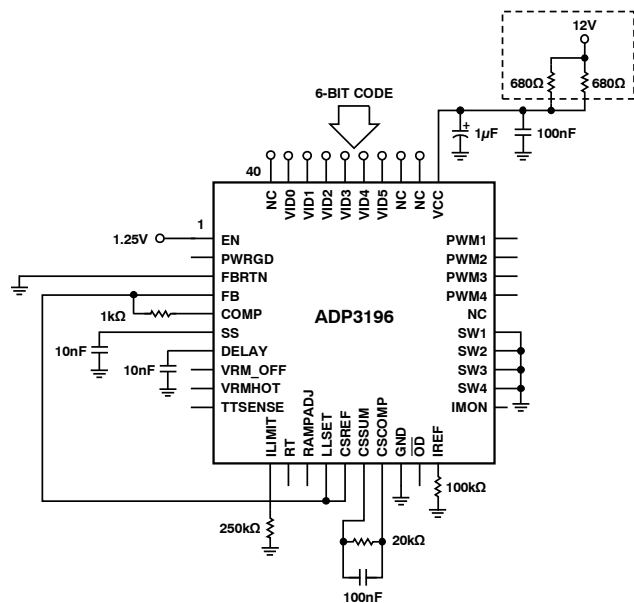 12V
680Ω 680Ω
6-BIT CODE
1µF
+
100nF
40
NC
VID0
VID1
VID2
VID3
VID4
VID5
NC
NC
VCC
1
1.25V
EN
PWRGD
FBRTN
FB
COMP
SS
DELAY
VRM_OFF
VRMHOT
TTSENSE
1kΩ
10nF
10nF
ADP3196
PWM1
PWM2
PWM3
PWM4
NC
SW1
SW2
SW3
SW4
IMON
ILIMIT
RT
RAMPADJ
LLSET
CSREF
CSSUM
CSCOMP
GND
OD
IREF
100kΩ
250kΩ
20kΩ
100nF